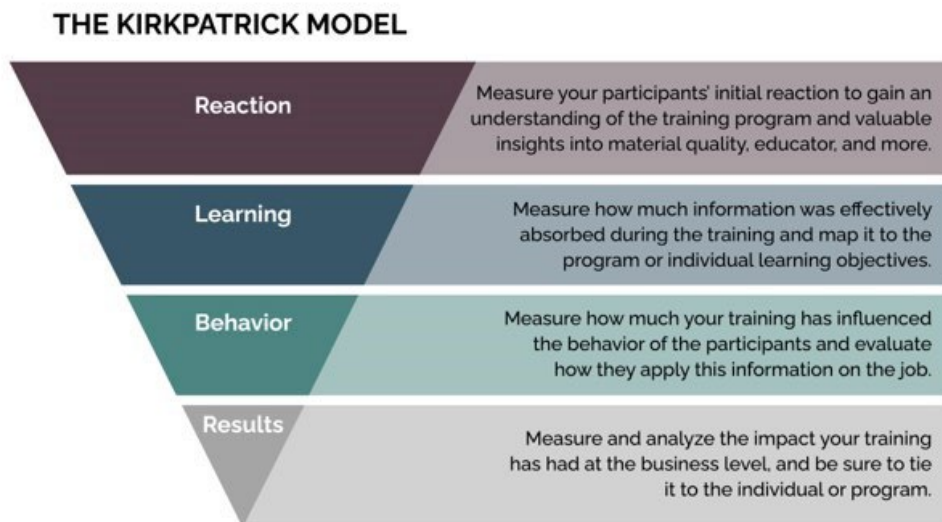 THE KIRKPATRICK MODEL
Reaction
Measure your participants' initial reaction to gain an
understanding of the training program and valuable
insights into material quality, educator, and more.
Learning
Measure how much information was effectively
absorbed during the training and map it to the
program or individual learning objectives.
Behavior
Measure how much your training has influenced
the behavior of the participants and evaluate
how they apply this information on the job.
Results
Measure and analyze the impact your training
has had at the business level, and be sure to tie
it to the individual or program.